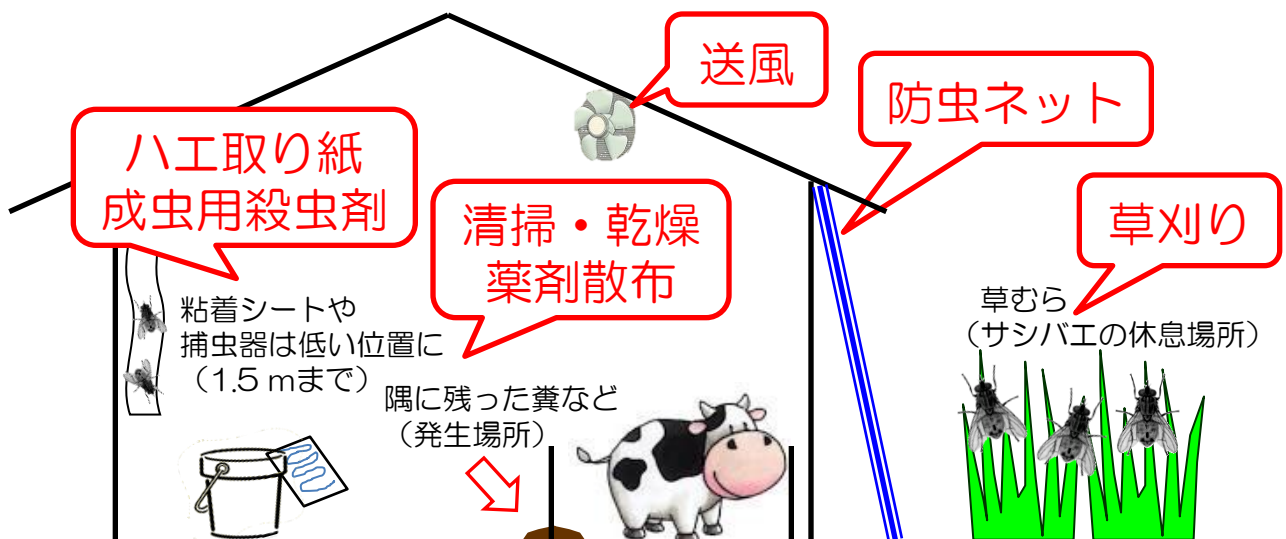 送風
防虫ネット
ハエ取り紙
成虫用殺虫剤
清掃・乾燥
薬剤散布
草刈り
粘着シートや
捕虫器は低い位置に
（1.5 mまで）
草むら
（サシバエの休息場所）
隅に残った糞など
（発生場所）